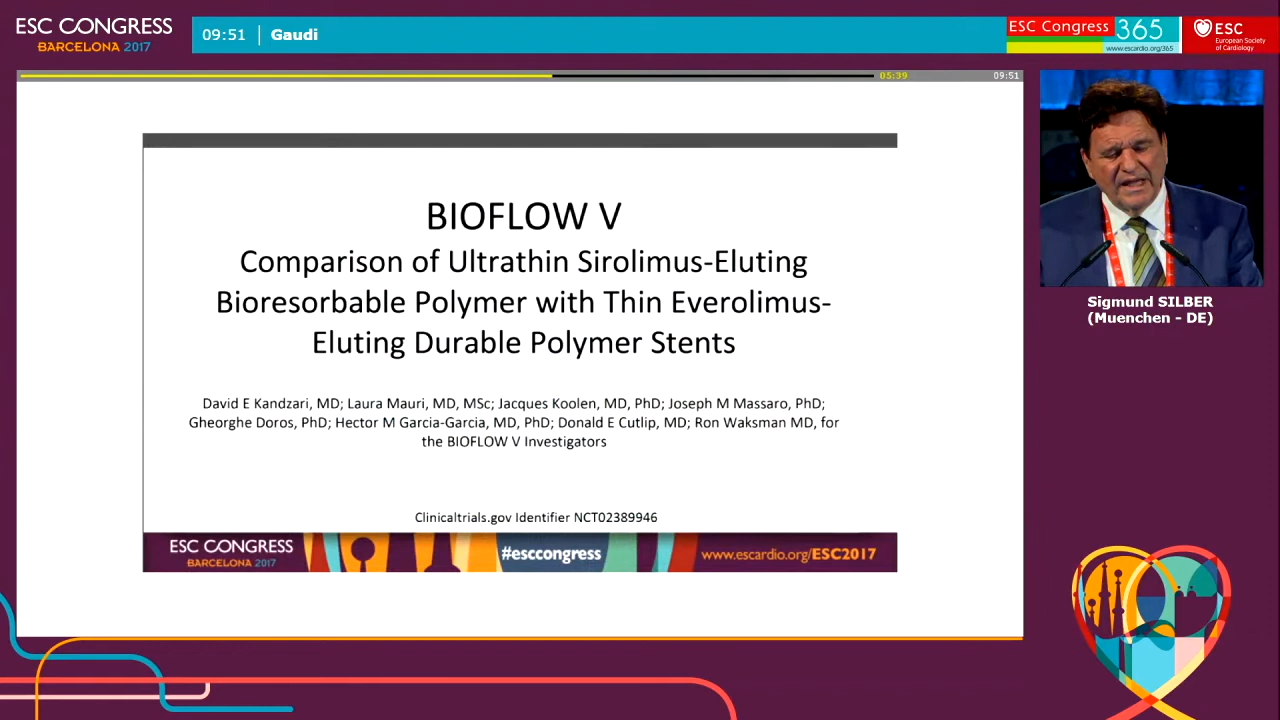 ESC CONGRESS
BARCELONA 2017
09:51 | Gaudi
ESC Congress 365
www.escardio.org/365
ESC
European Society
of Cardiology
05:39
09:51
BIOFLOW V
Comparison of Ultrathin Sirolimus-Eluting
Bioresorbable Polymer with Thin Everolimus-
Eluting Durable Polymer Stents
David E Kandzari, MD; Laura Mauri, MD, MSc; Jacques Koolen, MD, PhD; Joseph M Massaro, PhD;
Gheorghe Doros, PhD; Hector M Garcia-Garcia, MD, PhD; Donald E Cutlip, MD; Ron Waksman MD, for
the BIOFLOW V Investigators
Clinicaltrials.gov Identifier NCT02389946
ESC CONGRESS
BARCELONA 2017
#esccongress
www.escardio.org/ESC2017
Sigmund SILBER
(Muenchen - DE)